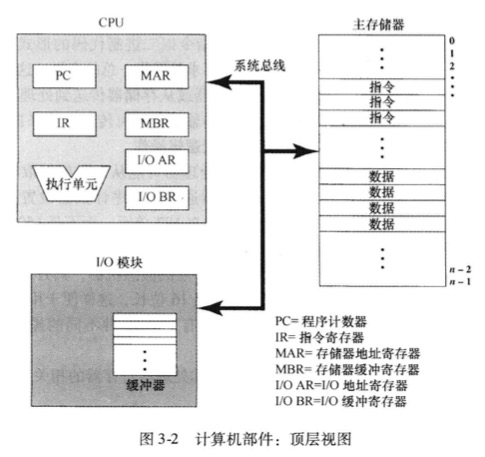 CPU
PC
MAR
IR
MBR
I/O AR
执行单元
I/O BR
系统总线
主存储器
0
1
2
指令
指令
指令
数据
数据
数据
数据
n-2
n-1
I/O 模块
缓冲器
PC= 程序计数器
IR= 指令寄存器
MAR= 存储器地址寄存器
MBR= 存储器缓冲寄存器
I/O AR=I/O 地址寄存器
I/O BR=I/O 缓冲寄存器
图 3-2 计算机部件：顶层视图